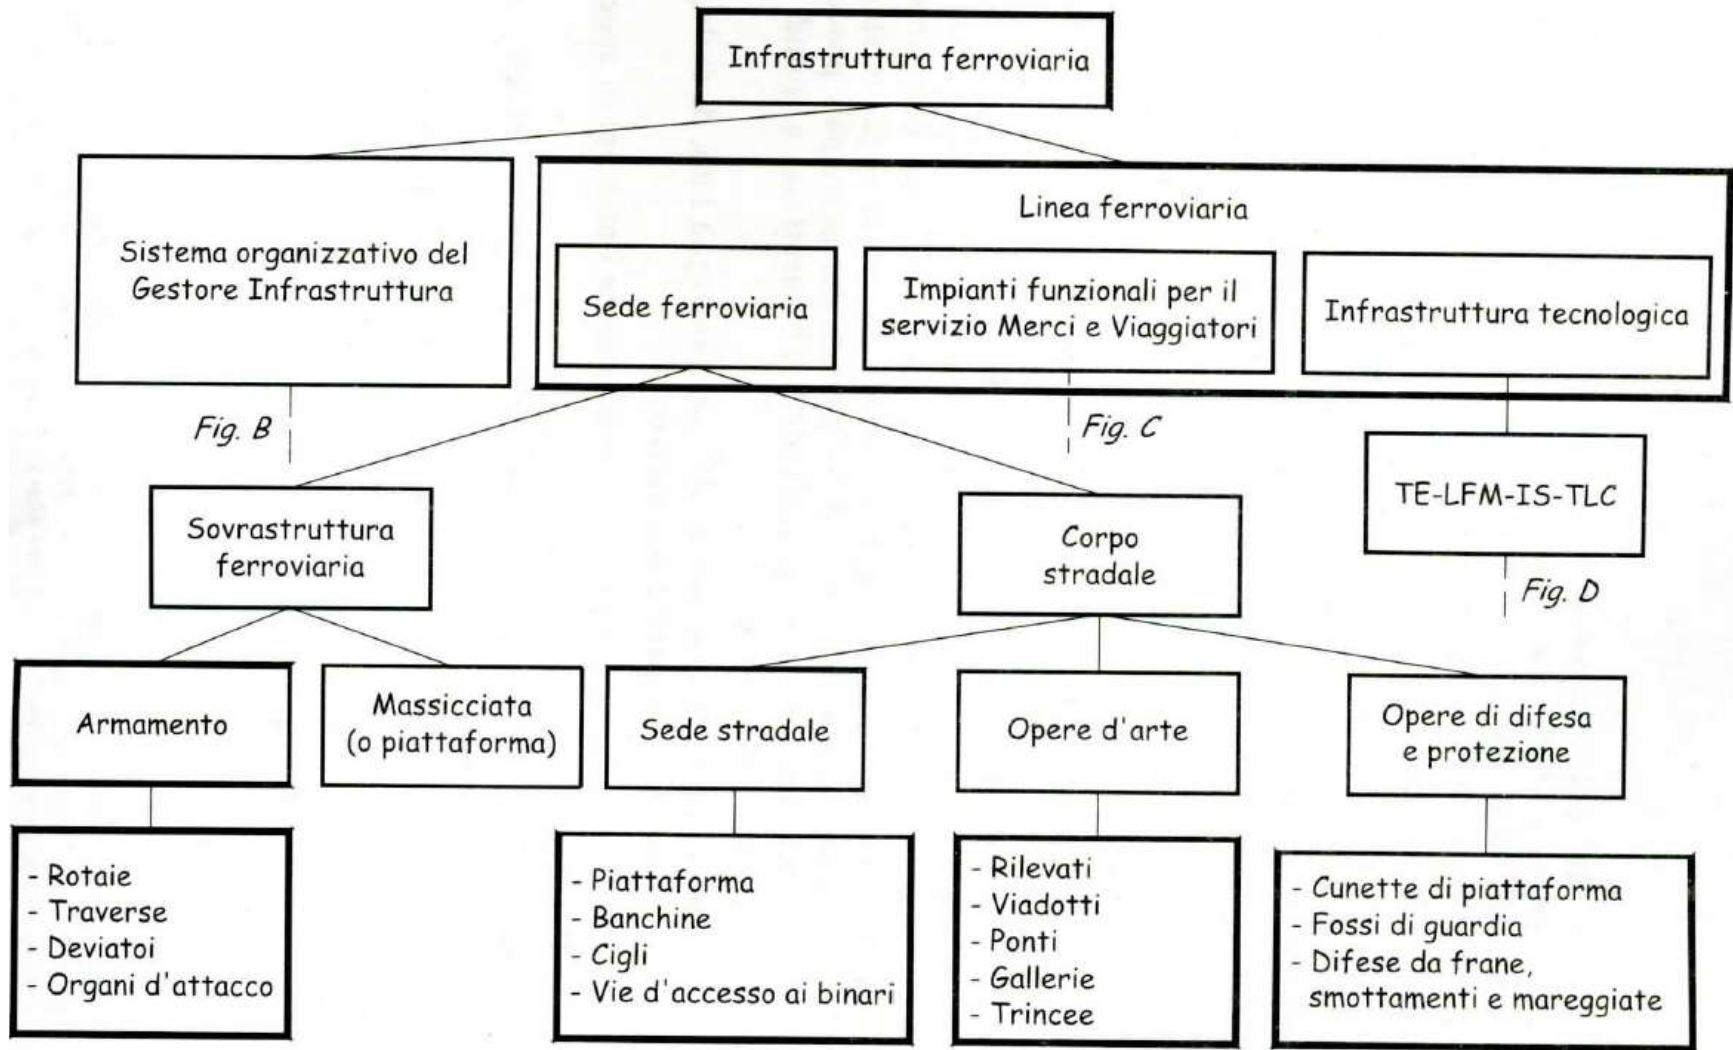 Infrastruttura ferroviaria
Sistema organizzativo del
Gestore Infrastruttura
Linea ferroviaria
Sede ferroviaria
Impianti funzionali per il
servizio Merci e Viaggiatori
Infrastruttura tecnologica
Fig. B
Fig. C
TE-LFM-IS-TLC
Fig. D
Sovrastruttura
ferroviaria
Corpo
stradale
Armamento
Massicciata
(o piattaforma)
Sede stradale
Opere d'arte
Opere di difesa
e protezione
- Rotaie
- Traverse
- Deviatoi
- Organi d'attacco
- Piattaforma
- Banchine
- Cigli
- Vie d'accesso ai binari
- Rilevati
- Viadotti
- Ponti
- Gallerie
- Trincee
- Cunette di piattaforma
- Fossi di guardia
- Difese da frane,
smottamenti e mareggiate